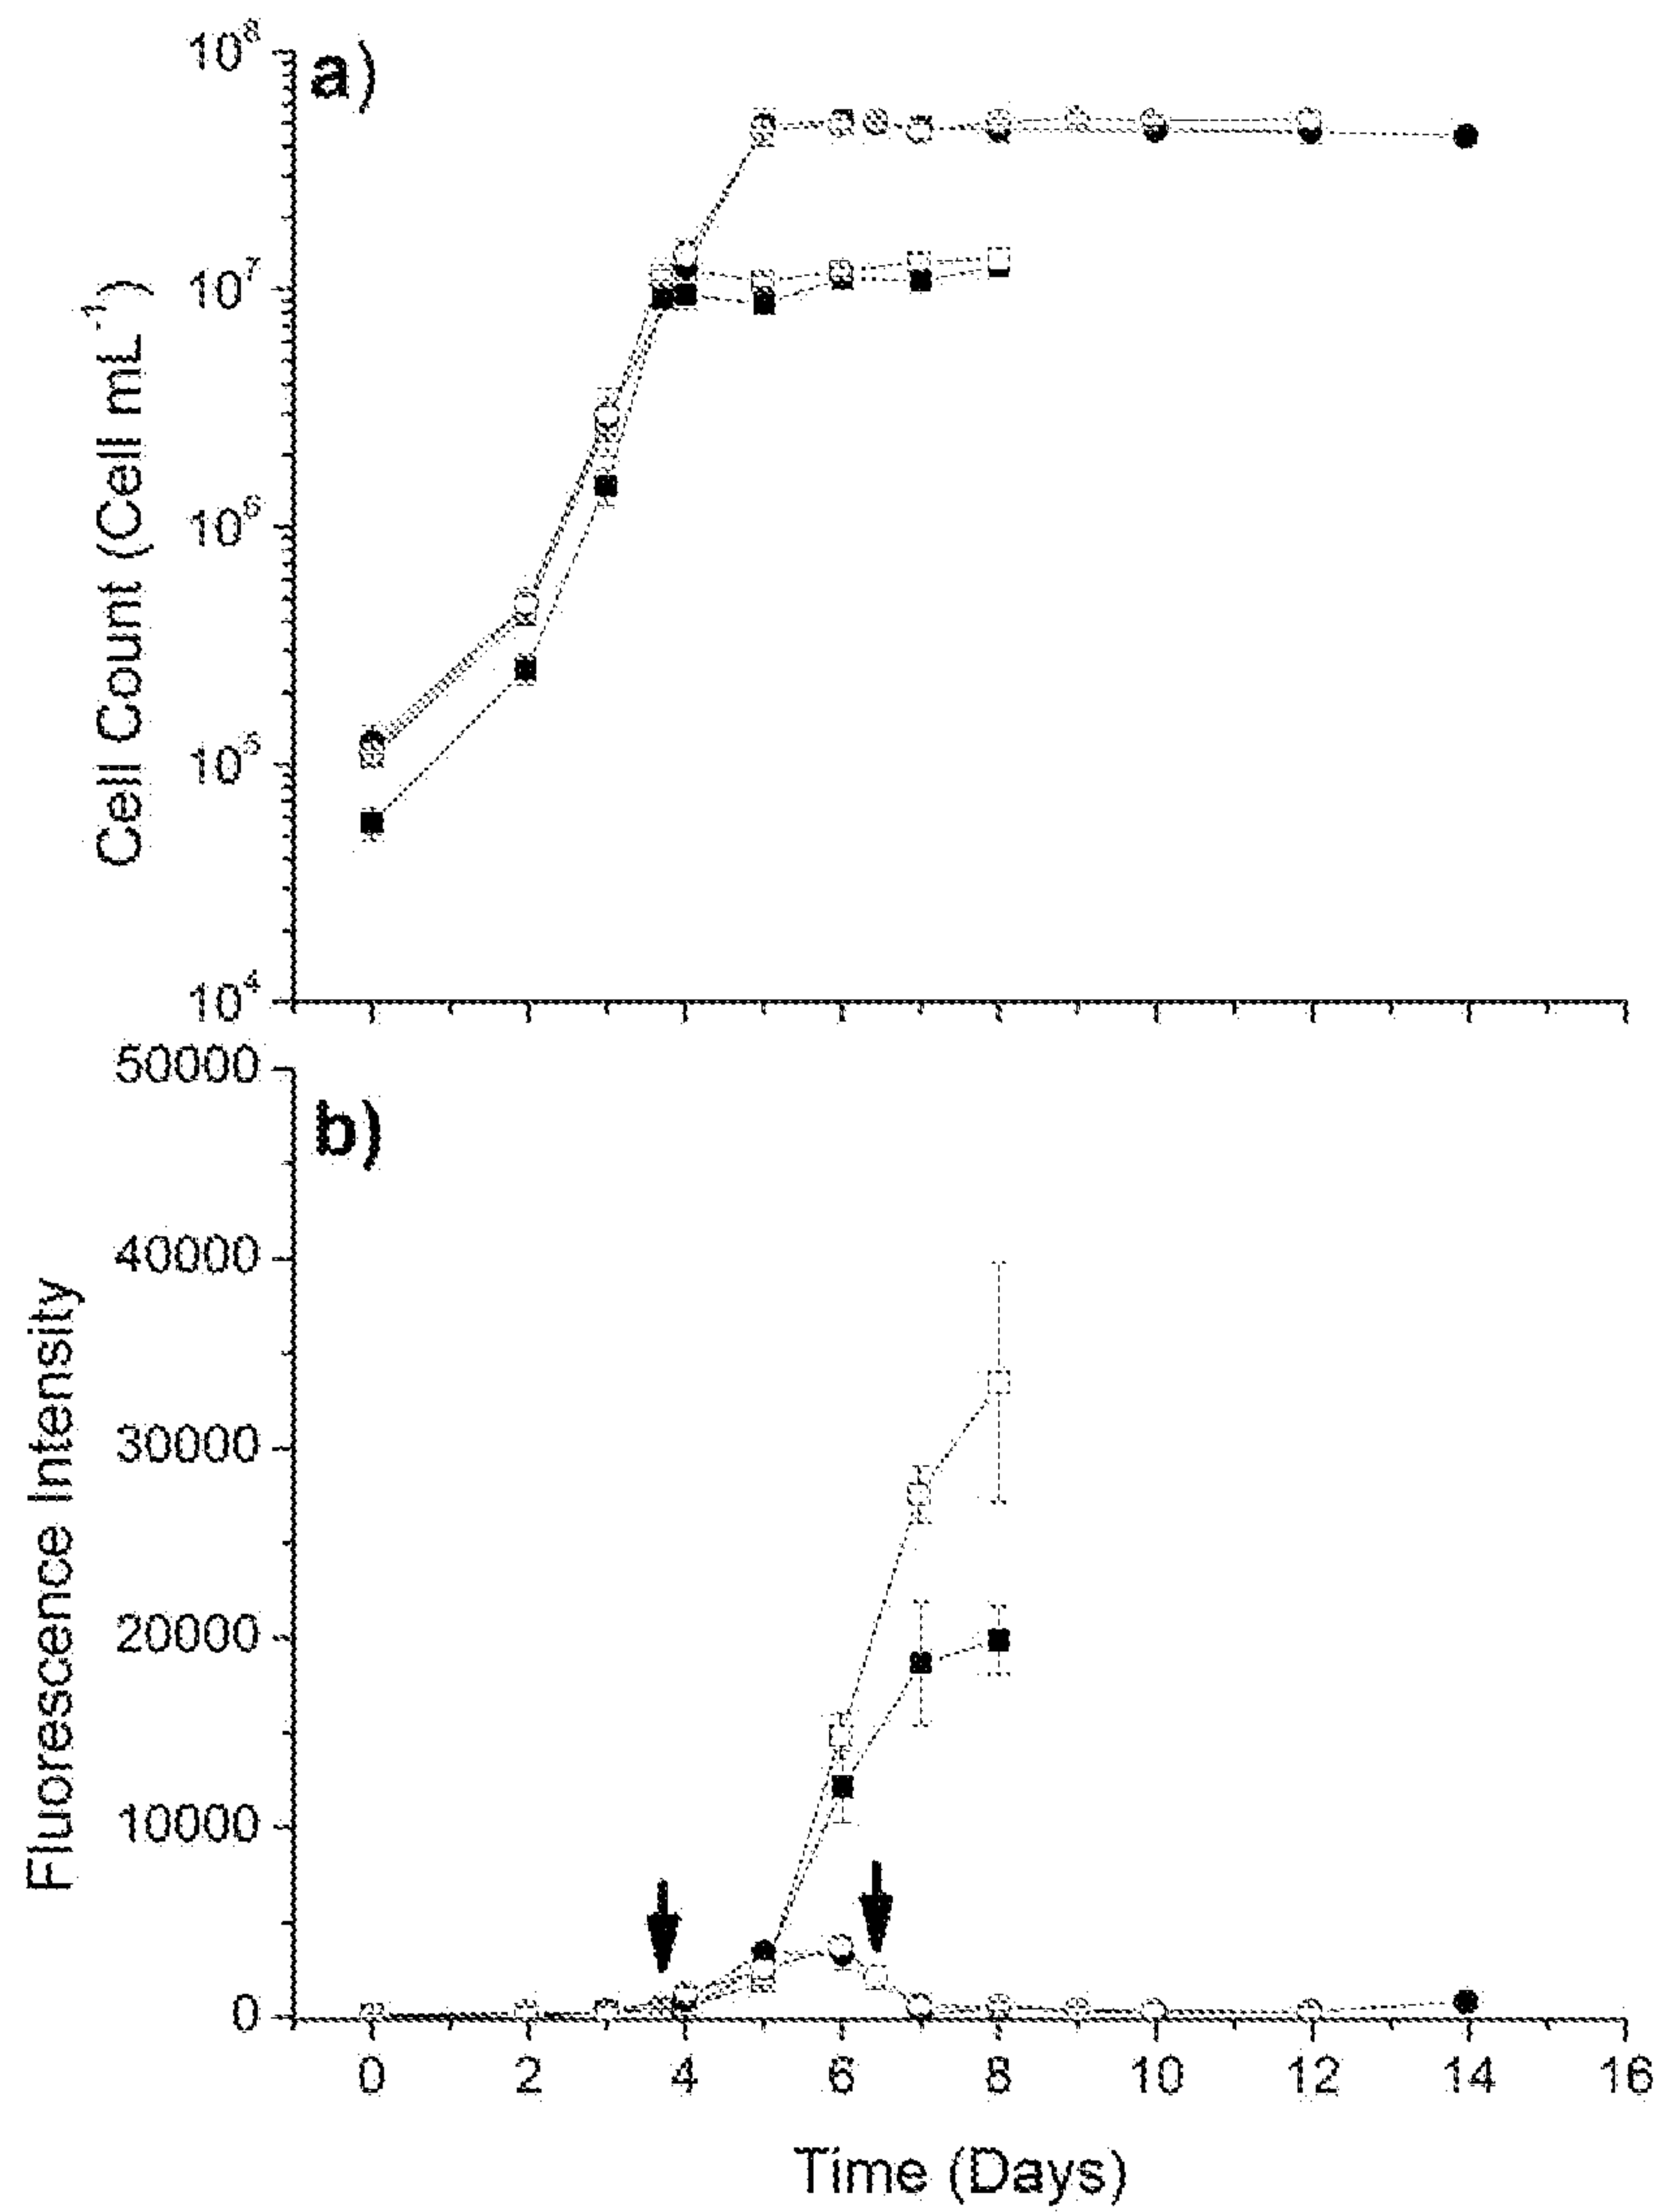 a)
10⁸
10⁷
10⁶
10⁵
10⁴
Cell Count (Cell mL⁻¹)
b)
50000
40000
30000
20000
10000
0
Fluorescence Intensity
0 2 4 6 8 10 12 14 16
Time (Days)